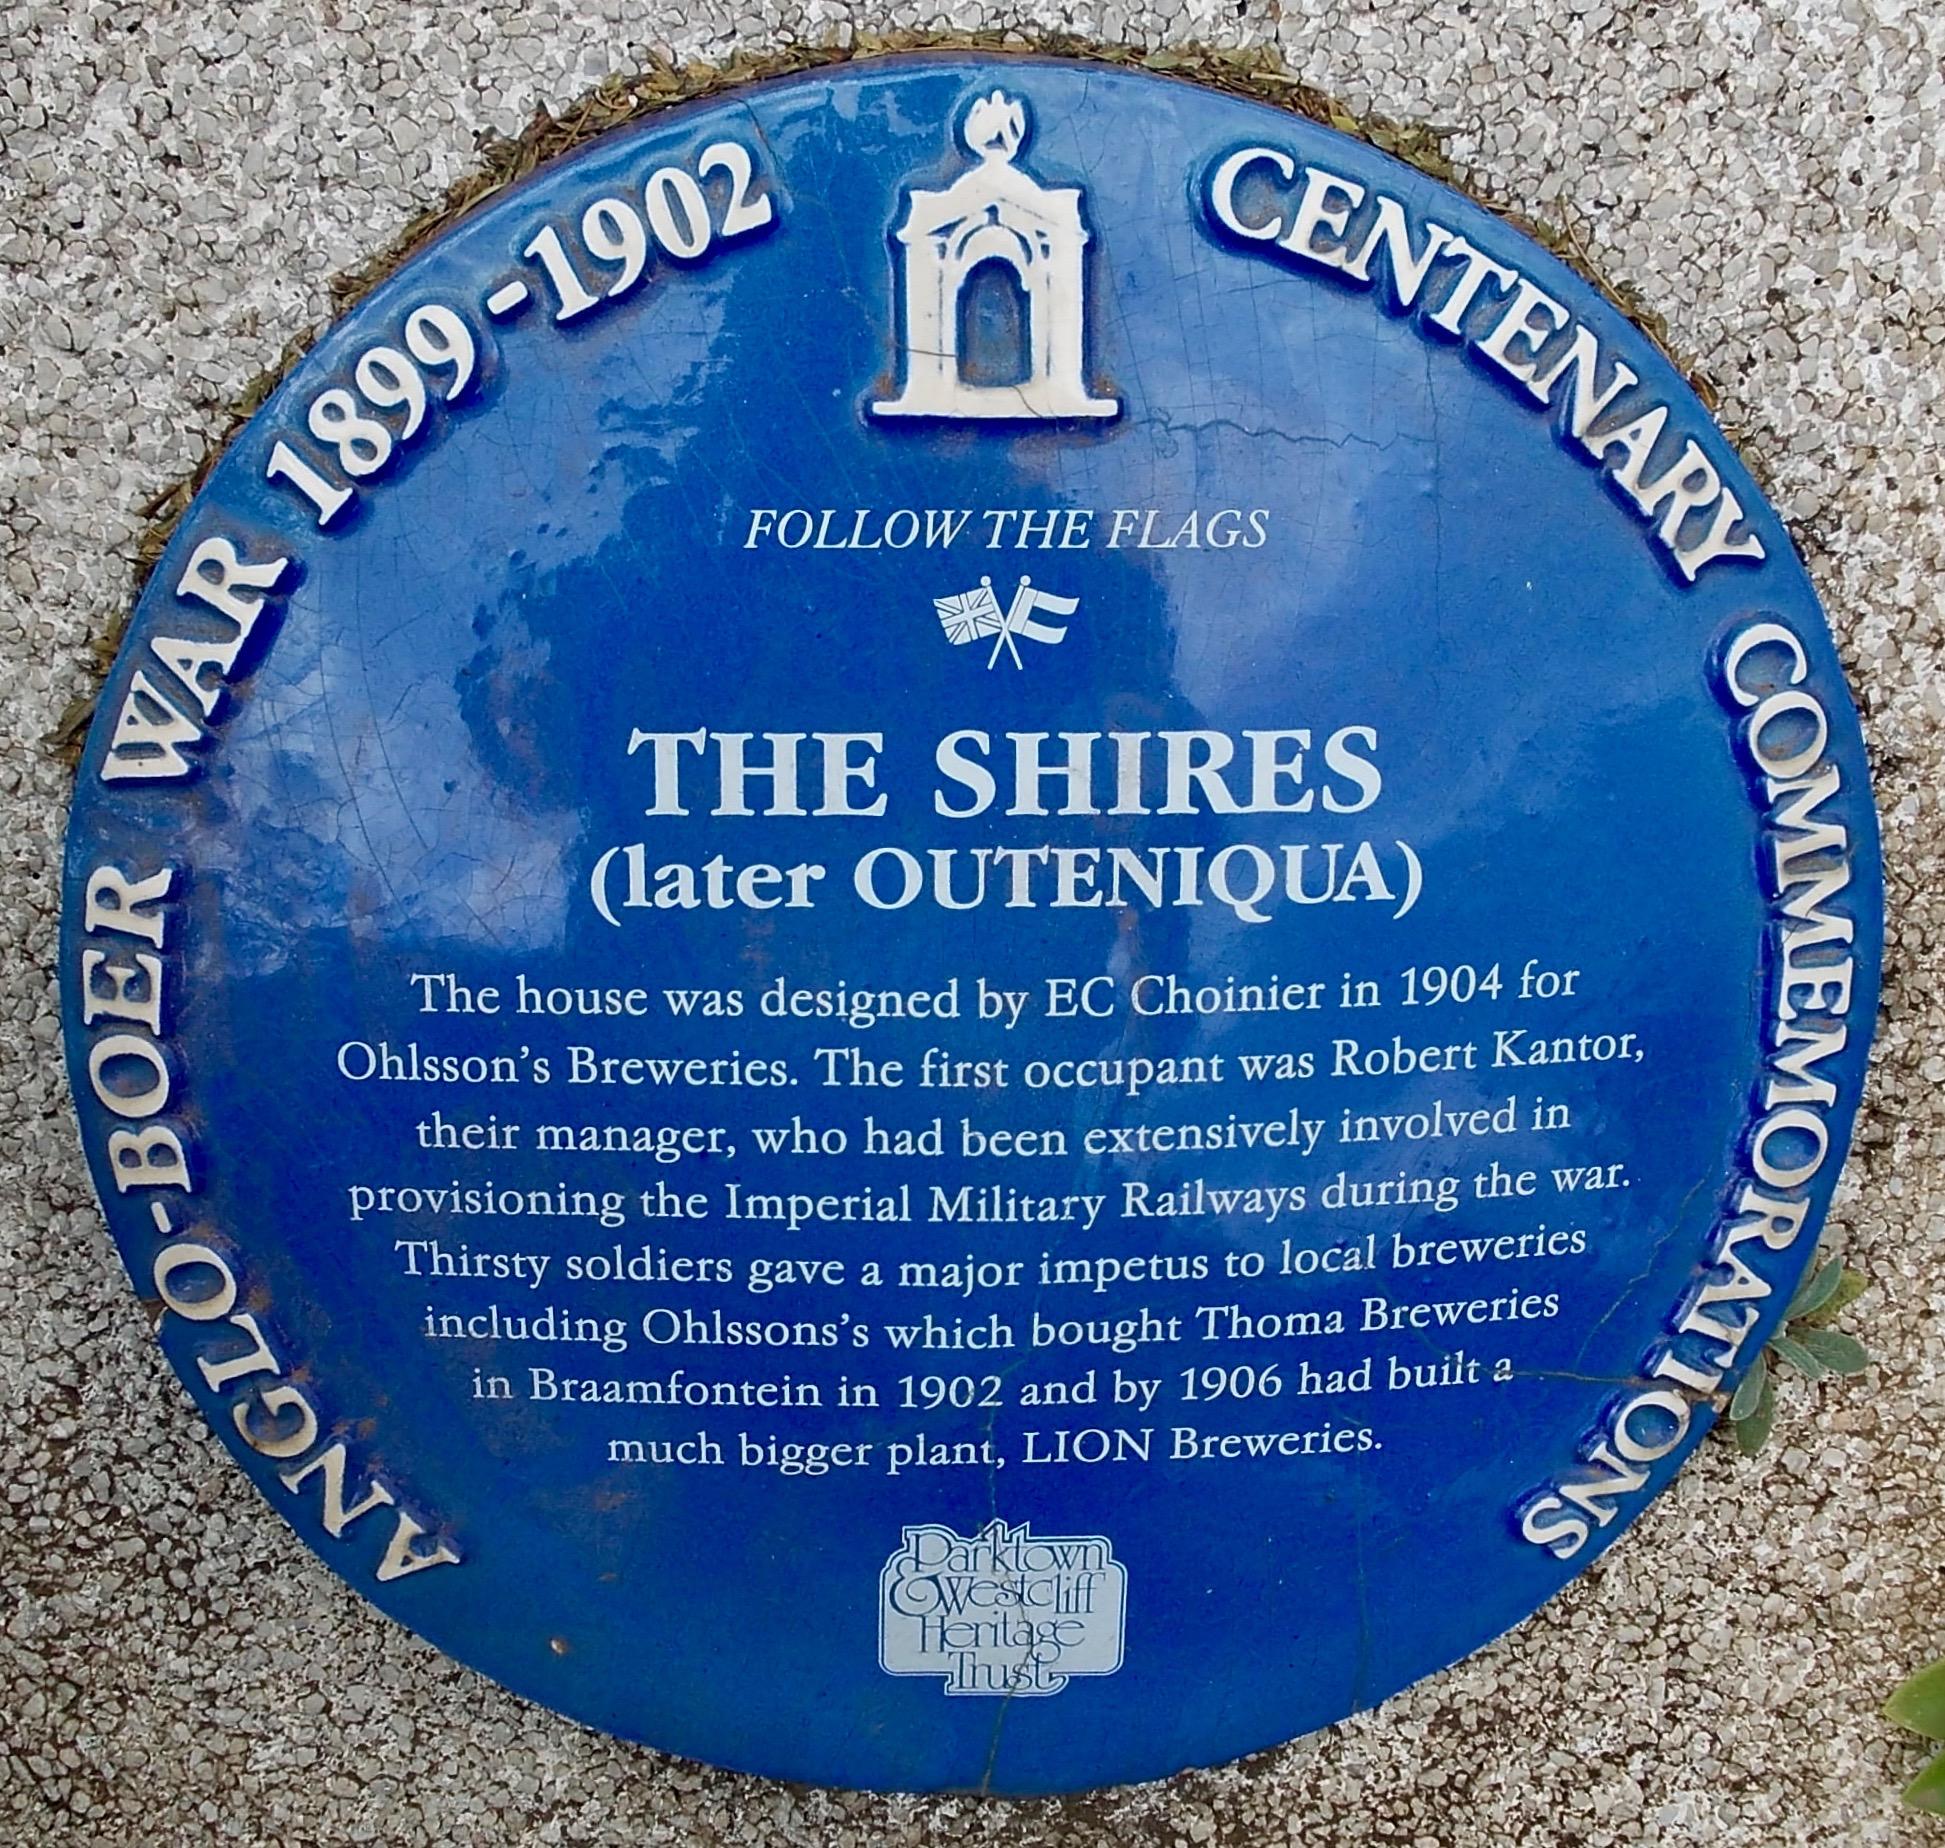 ANGLO-BOER WAR 1899-1902 CENTENARY COMMEMORATIONS
FOLLOW THE FLAGS
THE SHIRES
(later OUTENIQUA)
The house was designed by EC Choinier in 1904 for
Ohlsson's Breweries. The first occupant was Robert Kantor,
their manager, who had been extensively involved in
provisioning the Imperial Military Railways during the war.
Thirsty soldiers gave a major impetus to local breweries
including Ohlssons's which bought Thoma Breweries
in Braamfontein in 1902 and by 1906 had built a
much bigger plant, LION Breweries.
Parktown
& Westcliff
Heritage
Trust